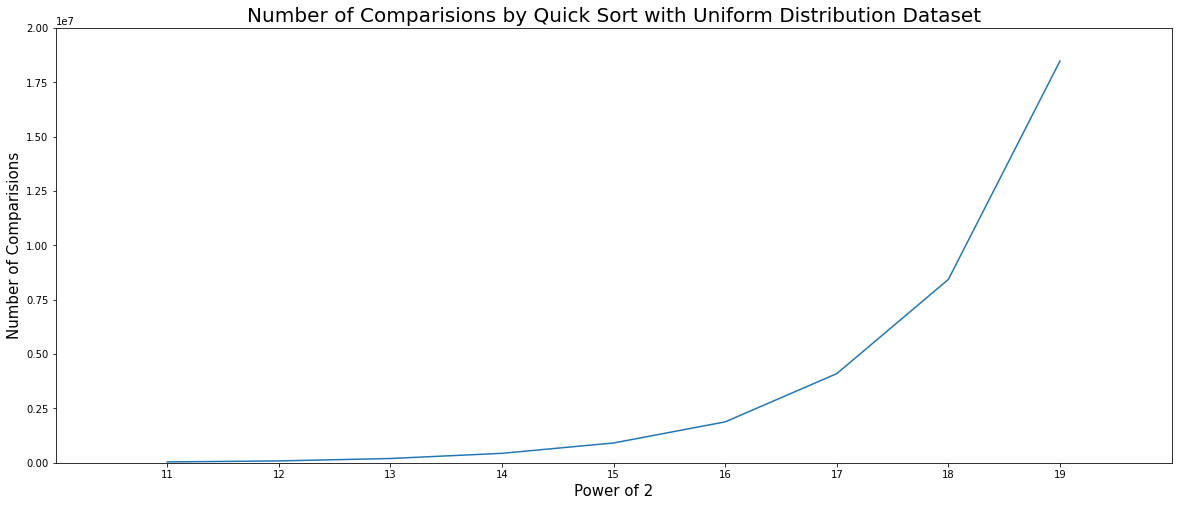 Number of Comparisions by Quick Sort with Uniform Distribution Dataset
1e7
2.00
1.75
1.50
1.25
1.00
0.75
0.50
0.25
0.00
Number of Comparisions
11 12 13 14 15 16 17 18 19
Power of 2